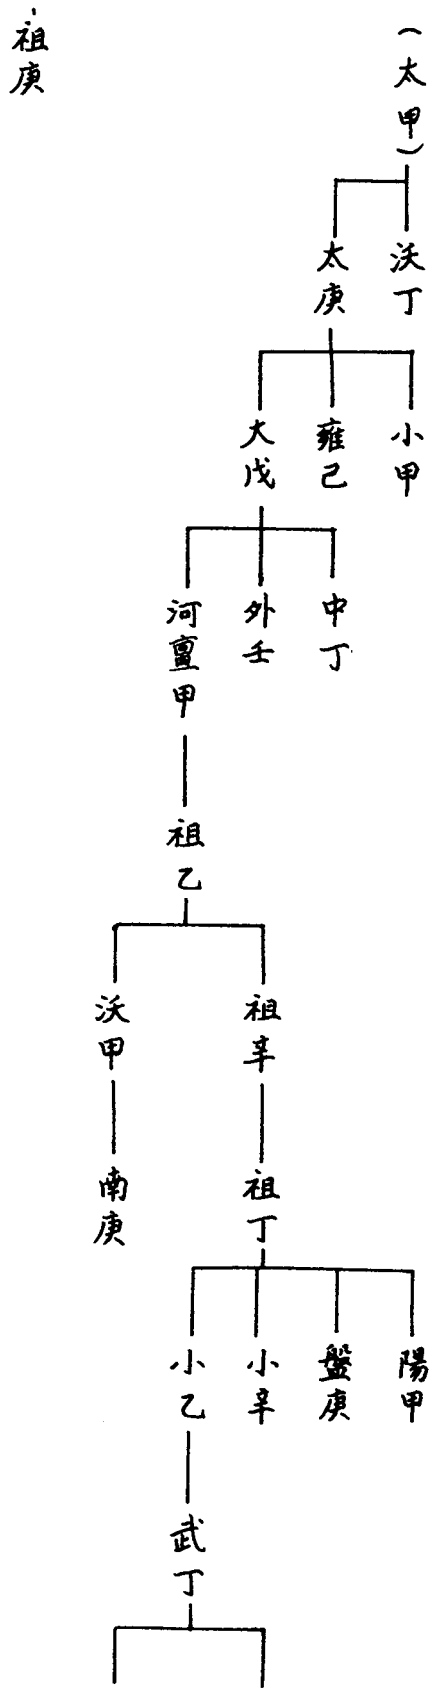 祖庚
(太甲)
沃丁
太庚
小甲
雍己
大戊
中丁
外壬
河亶甲
祖乙
祖辛
沃甲
祖丁
南庚
陽甲
盤庚
小辛
小乙
武丁